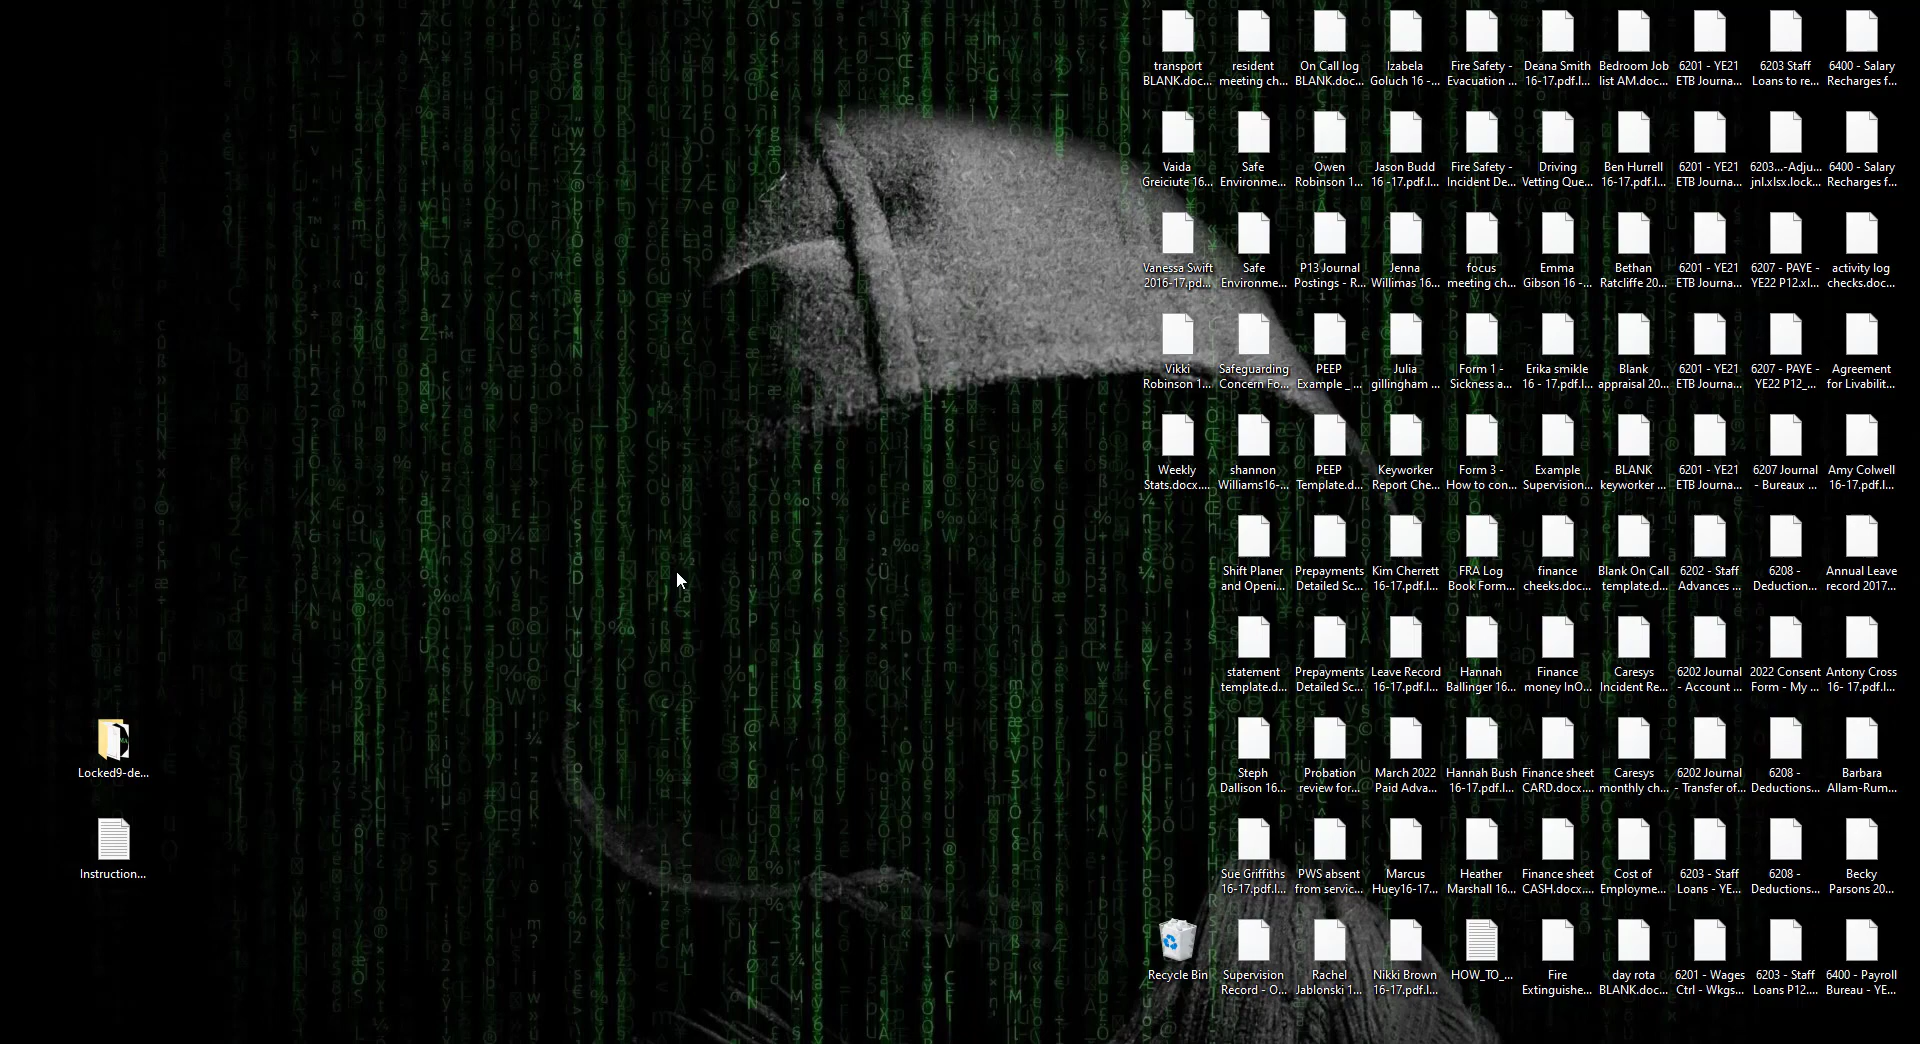 transport
BLANK.doc...
resident
meeting ch...
On Call log
BLANK.doc...
Izabela
Goluch 16 -...
Fire Safety -
Evacuation ...
Deana Smith
16-17.pdf.l...
Bedroom Job
list AM.doc...
6201 - YE21
ETB Journa...
6203 Staff
Loans to re...
6400 - Salary
Recharges f...
Vaida
Greiciute 16...
Safe
Environme...
Owen
Robinson 1...
Jason Budd
16 -17.pdf.l...
Fire Safety -
Incident De...
Driving
Vetting Que...
Ben Hurrell
16-17.pdf.l...
6201 - YE21
ETB Journa...
6203...-Adju...
jnl.xlsx.lock...
6400 - Salary
Recharges f...
Vanessa Swift
2016-17.pd...
Safe
Environme...
P13 Journal
Postings - R...
Jenna
Willimas 16...
focus
meeting ch...
Emma
Gibson 16 -...
Bethan
Ratcliffe 20...
6201 - YE21
ETB Journa...
6207 - PAYE -
YE22 P12.xl...
activity log
checks.doc...
Vikki
Robinson 1...
Safeguarding
Concern Fo...
PEEP
Example _ ...
Julia
gillingham ...
Form 1 -
Sickness a...
Erika smikle
16 - 17.pdf.l...
Blank
appraisal 20...
6201 - YE21
ETB Journa...
6207 - PAYE -
YE22 P12_...
Agreement
for Livabilit...
Weekly
Stats.docx....
shannon
Williams16-...
PEEP
Template.d...
Keyworker
Report Che...
Form 3 -
How to con...
Example
Supervision...
BLANK
keyworker ...
6201 - YE21
ETB Journa...
6207 Journal
- Bureaux ...
Amy Colwell
16-17.pdf.l...
Shift Planer
and Openi...
Prepayments
Detailed Sc...
Kim Cherrett
16-17.pdf.l...
FRA Log
Book Form...
finance
cheeks.doc...
Blank On Call
template.d...
6202 - Staff
Advances ...
6208 -
Deduction...
Annual Leave
record 2017...
statement
template.d...
Prepayments
Detailed Sc...
Leave Record
16-17.pdf.l...
Hannah
Ballinger 16...
Finance
money InO...
Caresys
Incident Re...
6202 Journal
- Account ...
2022 Consent
Form - My ...
Antony Cross
16- 17.pdf.l...
Locked9-de...
Steph
Dallison 16...
Probation
review for...
March 2022
Paid Adva...
Hannah Bush
16-17.pdf.l...
Finance sheet
CARD.docx...
Caresys
monthly ch...
6202 Journal
- Transfer of...
6208 -
Deductions...
Barbara
Allam-Rum...
Instruction...
Sue Griffiths
16-17.pdf.l...
PWS absent
from servic...
Marcus
Huey16-17...
Heather
Marshall 16...
Finance sheet
CASH.docx....
Cost of
Employme...
6203 - Staff
Loans - YE...
6208 -
Deductions...
Becky
Parsons 20...
Recycle Bin
Supervision
Record - O...
Rachel
Jablonski 1...
Nikki Brown
16-17.pdf.l...
HOW_TO_...
Fire
Extinguishe...
day rota
BLANK.doc...
6201 - Wages
Ctrl - Wkgs...
6203 - Staff
Loans P12....
6400 - Payroll
Bureau - YE...